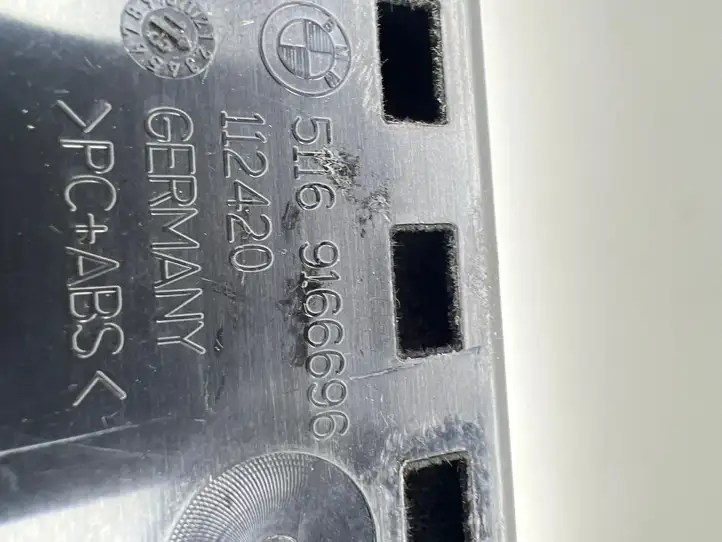 BMW
5116 9166696
112420
GERMANY
>PC+ABS<